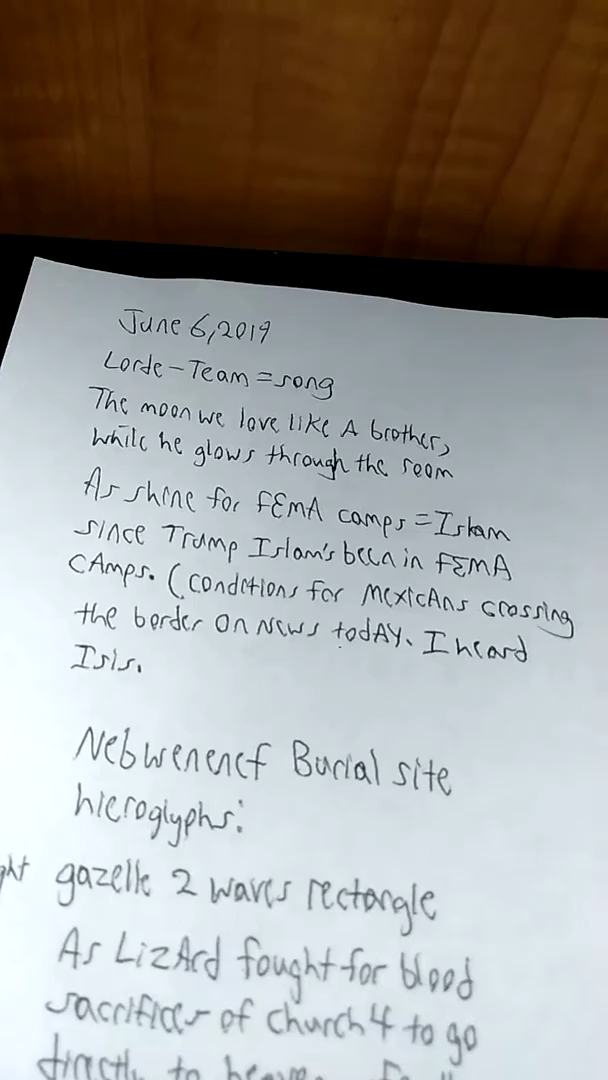 June 6, 2019
Lorde - Team = song
The moon we love like A brother,
while he glows through the room
As shine for FEMA camps = Islam
since Trump Islam's been in FEMA
CAmps. (conditions for MexicAns crossing
the border on News todAY. I heard
Isis.
Nebwenenef Burial site
hieroglyphs:
gazelle 2 waves rectangle
As LizArd fought for blood
sacrifices of church 4 to go
directly to